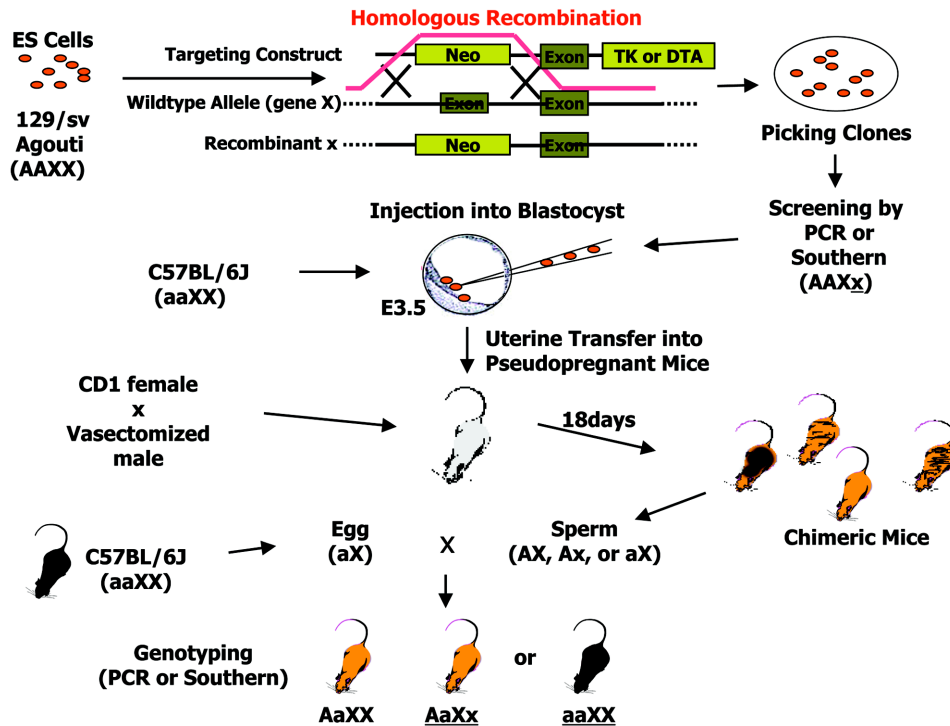 Homologous Recombination
ES Cells
Targeting Construct
Neo
Exon
TK or DTA
Wildtype Allele (gene X)
Exon
Exon
129/sv
Agouti
(AAXX)
Recombinant x
Neo
Exon
Picking Clones
Injection into Blastocyst
Screening by
PCR or
Southern
(AAXx)
C57BL/6J
(aaXX)
E3.5
Uterine Transfer into
Pseudopregnant Mice
CD1 female
x
Vasectomized
male
18days
Chimeric Mice
C57BL/6J
(aaXX)
Egg
(aX)
X
Sperm
(AX, Ax, or aX)
Genotyping
(PCR or Southern)
or
AaXX
AaXx
aaXX